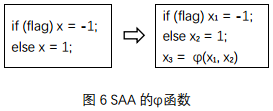 if (flag) x = -1;
else x = 1;
if (flag) x₁ = -1;
else x₂ = 1;
x₃ = φ(x₁, x₂)
图 6 SAA 的φ函数